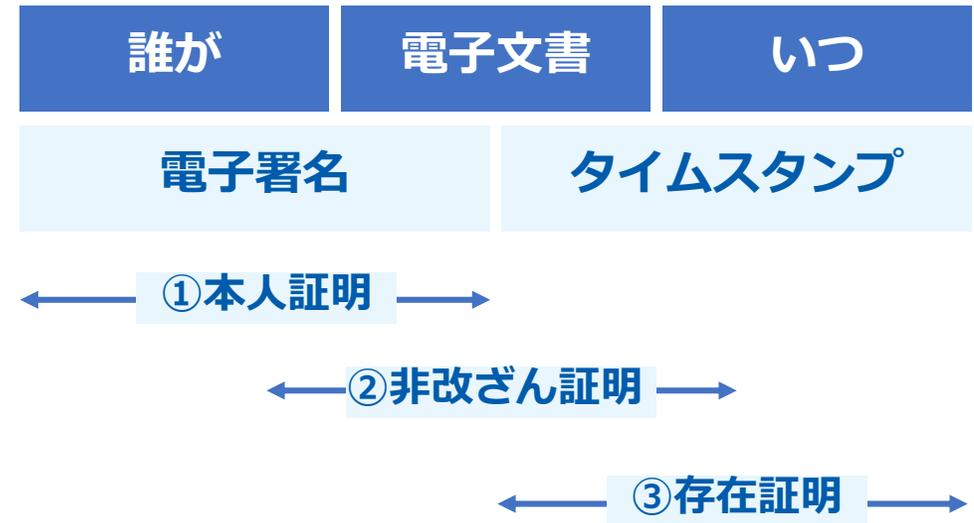 誰が
電子文書
いつ
電子署名
タイムスタンプ
①本人証明
②非改ざん証明
③存在証明